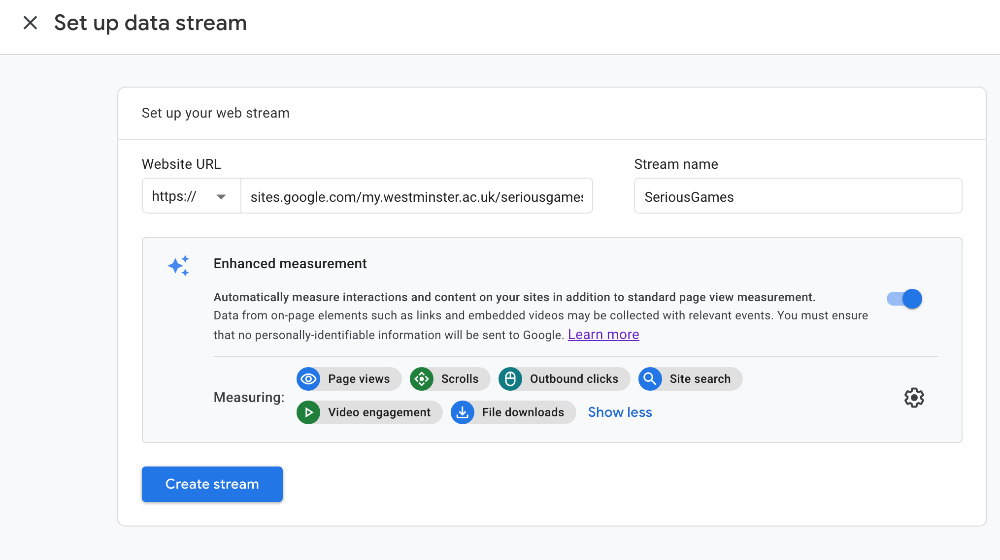 Set up data stream
Set up your web stream
Website URL
Stream name
https://
sites.google.com/my.westminster.ac.uk/seriousgames
SeriousGames
Enhanced measurement
Automatically measure interactions and content on your sites in addition to standard page view measurement.
Data from on-page elements such as links and embedded videos may be collected with relevant events. You must ensure
that no personally-identifiable information will be sent to Google. Learn more
Measuring:
Page views
Scrolls
Outbound clicks
Site search
Video engagement
File downloads
Show less
Create stream